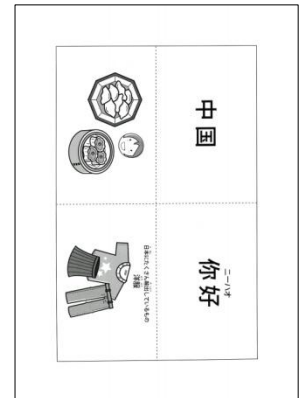 中国
ニーハオ
你好
日本にたくさん輸出しているもの
洋服